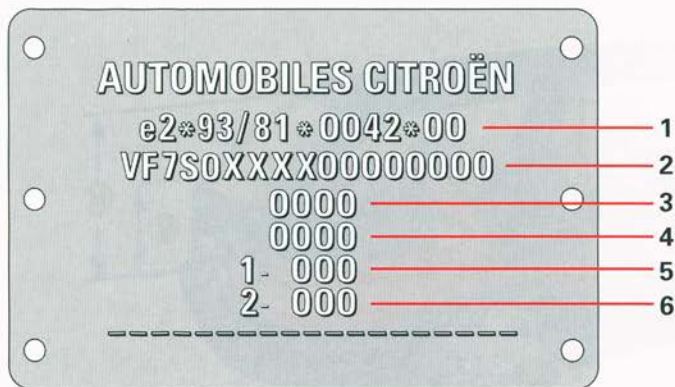 AUTOMOBILES CITROËN
e2*93/81*0042*00 1
VF7S0XXXX00000000 2
0000 3
0000 4
1- 000 5
2- 000 6